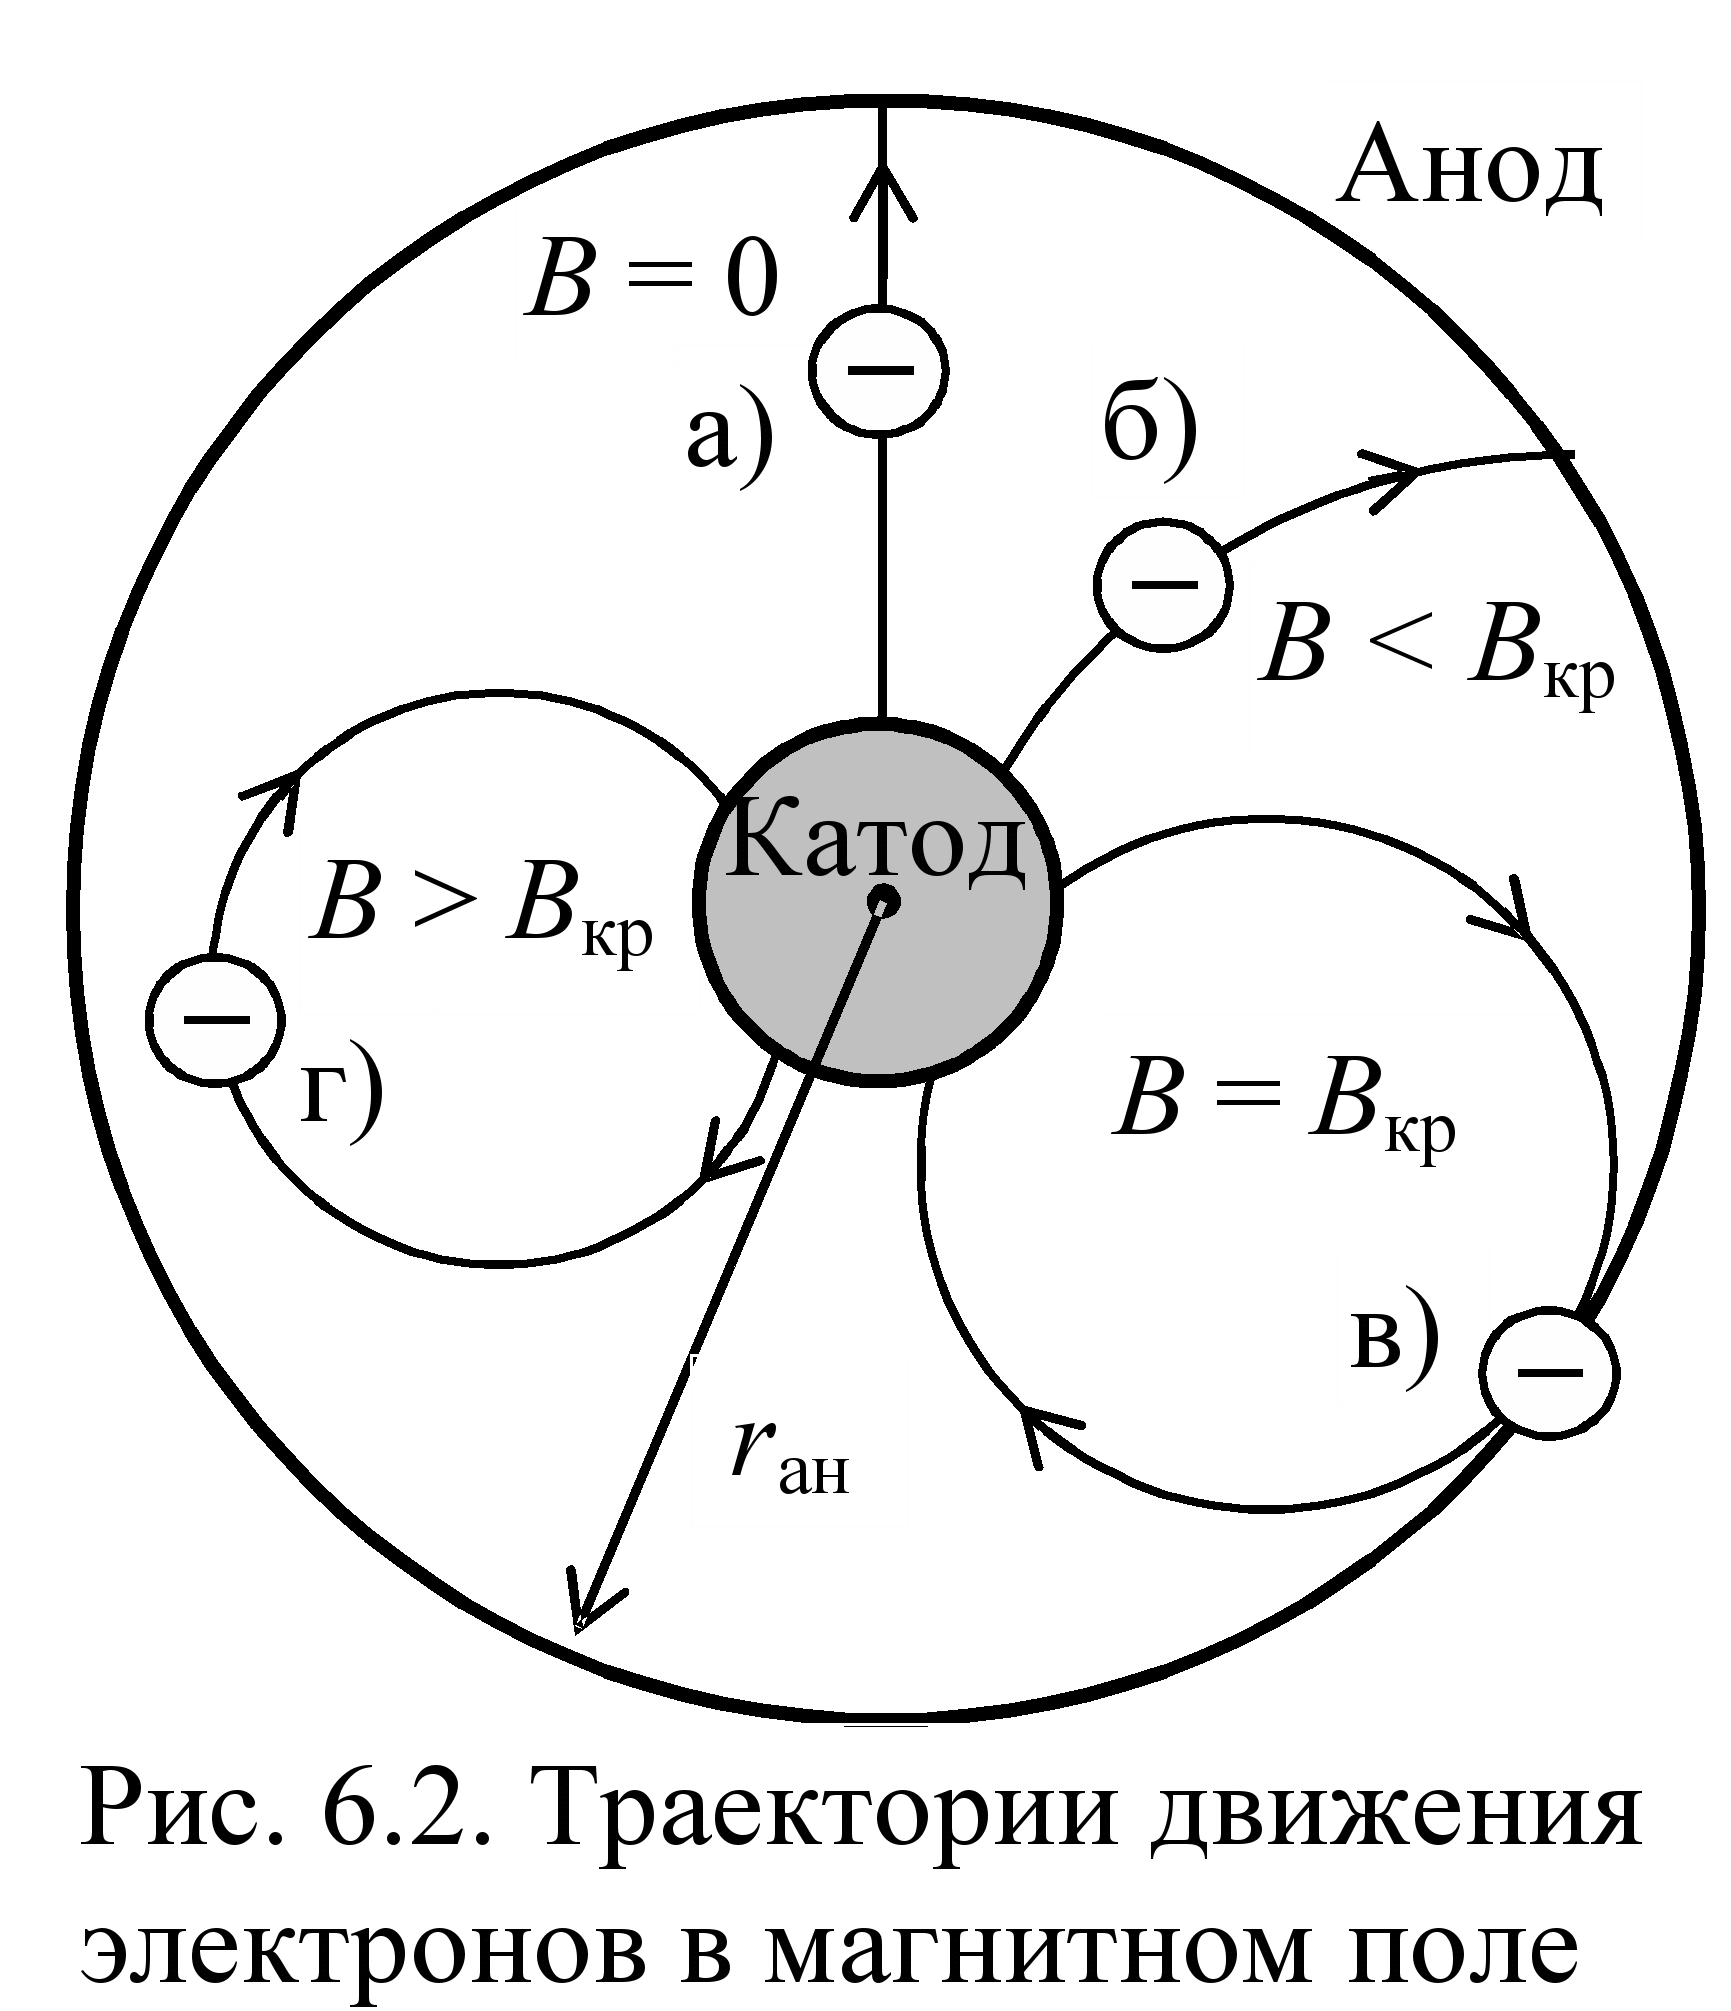 Анод
B = 0
а)
б)
B < Bкр
Катод
B > Bкр
г)
B = Bкр
в)
rан
Рис. 6.2. Траектории движения
электронов в магнитном поле